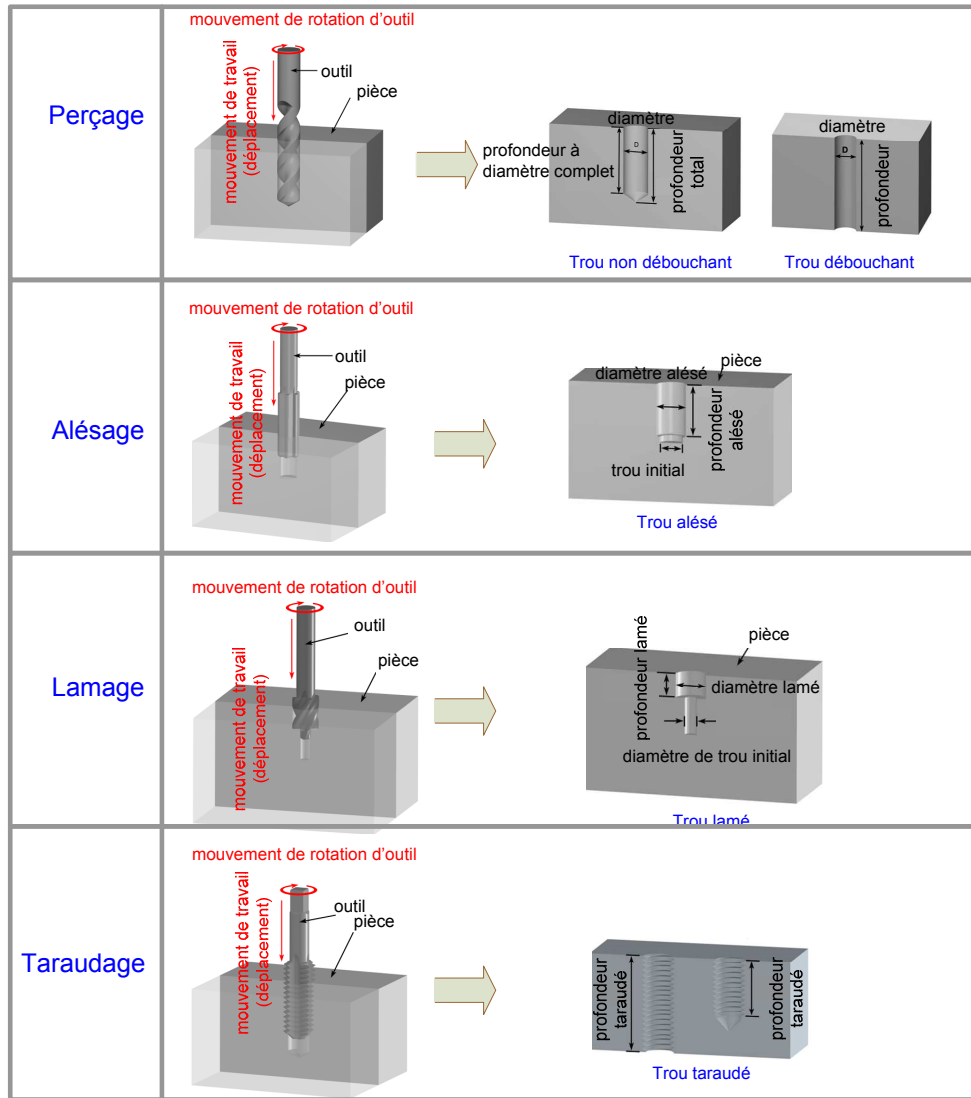 Perçage
mouvement de rotation d'outil
mouvement de travail
(déplacement)
outil
pièce
profondeur à
diamètre complet
diamètre
D
profondeur
total
Trou non débouchant
diamètre
D
profondeur
Trou débouchant
Alésage
mouvement de rotation d'outil
mouvement de travail
(déplacement)
outil
pièce
pièce
diamètre alésé
profondeur
alésé
trou initial
Trou alésé
Lamage
mouvement de rotation d'outil
mouvement de travail
(déplacement)
outil
pièce
pièce
profondeur lamé
diamètre lamé
diamètre de trou initial
Trou lamé
Taraudage
mouvement de rotation d'outil
mouvement de travail
(déplacement)
outil
pièce
profondeur
taraudé
profondeur
taraudé
Trou taraudé